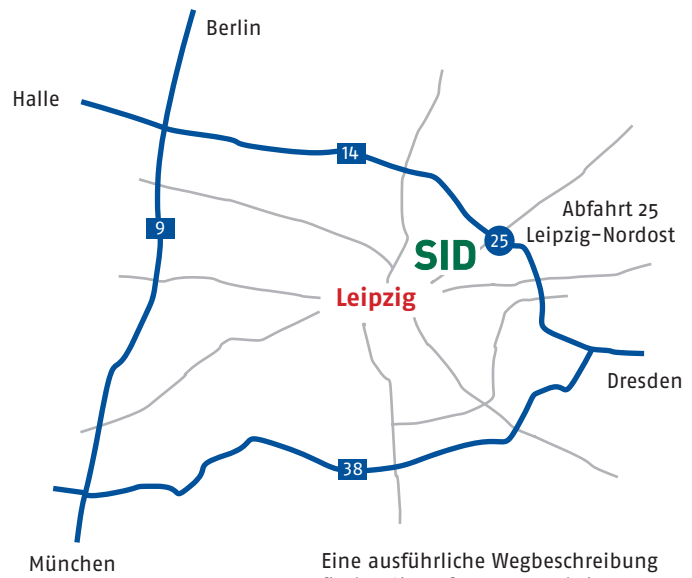 Berlin
Halle
14
9
Abfahrt 25
Leipzig-Nordost
25
SID
Leipzig
Dresden
38
München
Eine ausführliche Wegbeschreibung